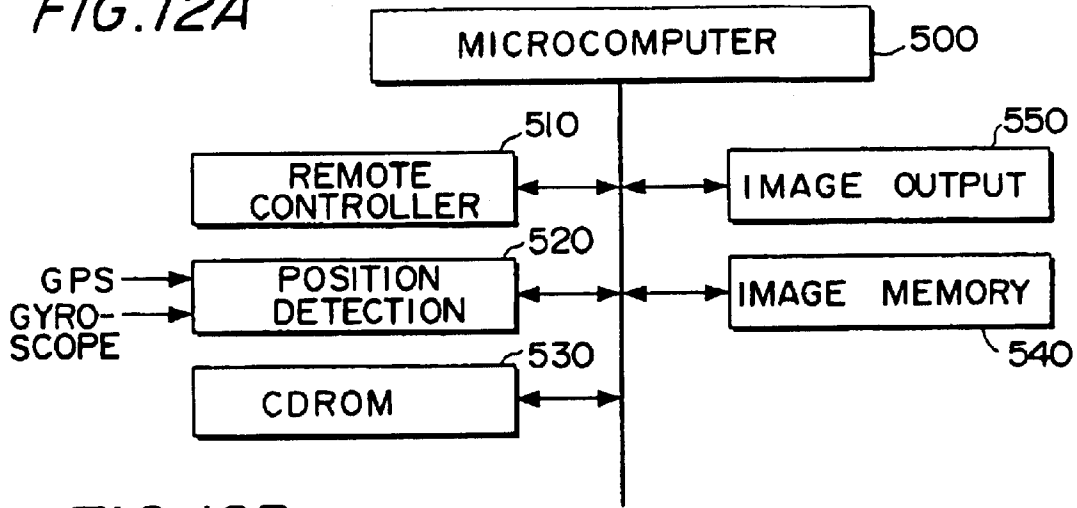 FIG.12A
MICROCOMPUTER
500
510
550
REMOTE
CONTROLLER
IMAGE OUTPUT
520
GPS
GYRO-
SCOPE
POSITION
DETECTION
IMAGE MEMORY
530
540
CDROM